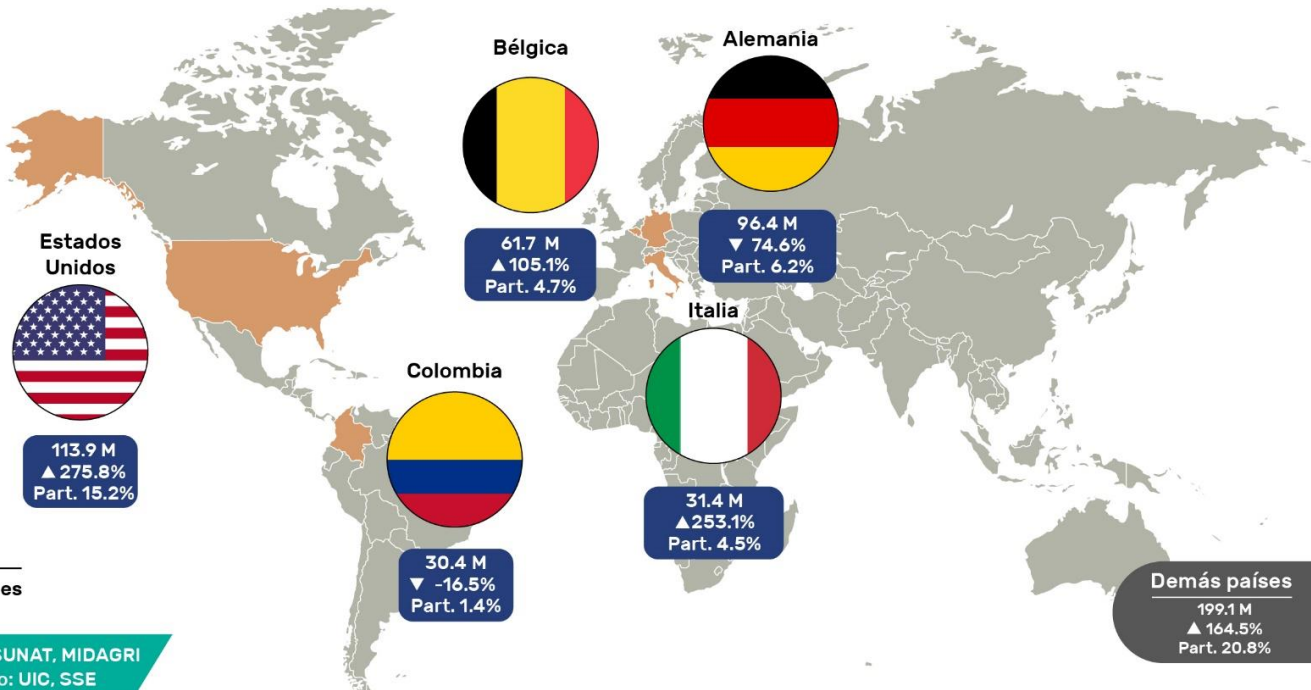 Bélgica
61.7 M
▲ 105.1%
Part. 4.7%
Alemania
96.4 M
▼ 74.6%
Part. 6.2%
Estados
Unidos
113.9 M
▲ 275.8%
Part. 15.2%
Colombia
30.4 M
▼ -16.5%
Part. 1.4%
Italia
31.4 M
▲253.1%
Part. 4.5%
Demás países
199.1 M
▲ 164.5%
Part. 20.8%
es
SUNAT, MIDAGRI
o: UIC, SSE